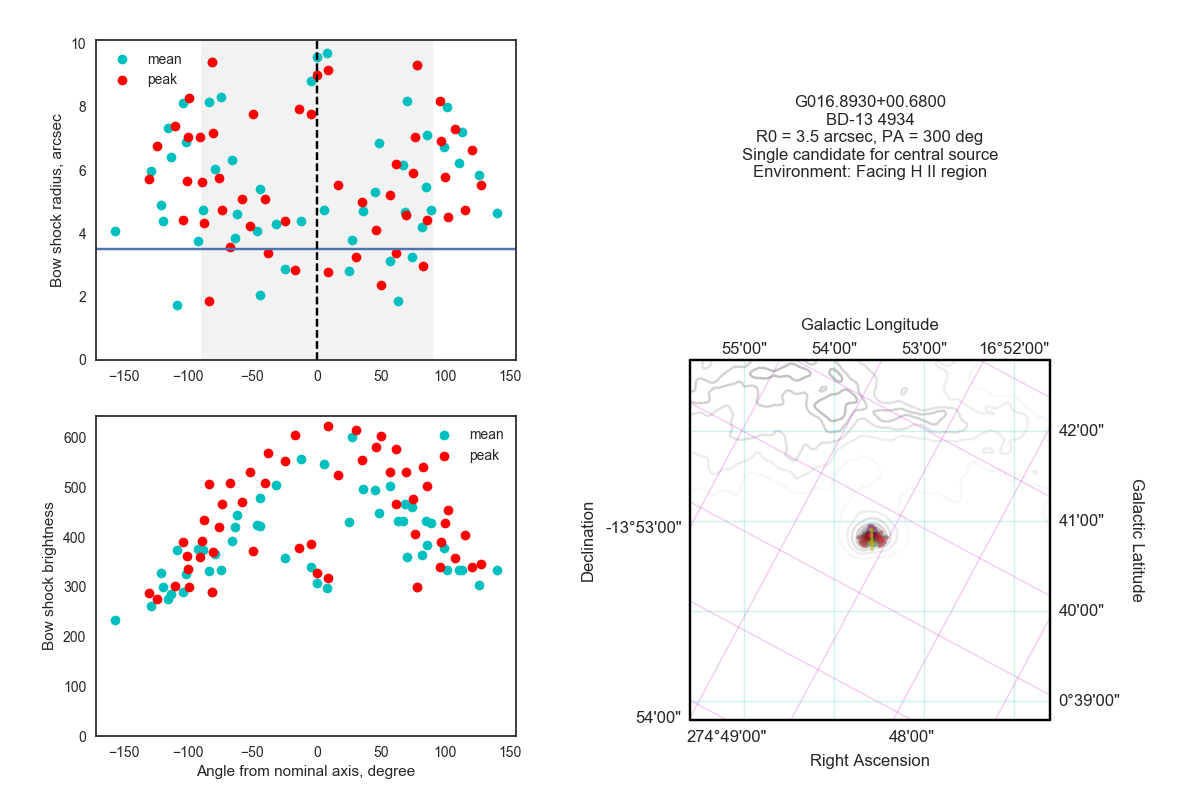 10
8
6
4
2
0
Bow shock radius, arcsec
mean
peak
−150
−100
−50
0
50
100
150
600
500
400
300
200
100
0
Bow shock brightness
mean
peak
−150
−100
−50
0
50
100
150
Angle from nominal axis, degree
G016.8930+00.6800
BD-13 4934
R0 = 3.5 arcsec, PA = 300 deg
Single candidate for central source
Environment: Facing H II region
Galactic Longitude
55'00" 54'00" 53'00" 16°52'00"
42'00"
41'00"
40'00"
0°39'00"
Galactic Latitude
Declination
-13°53'00"
54'00"
274°49'00" 48'00"
Right Ascension